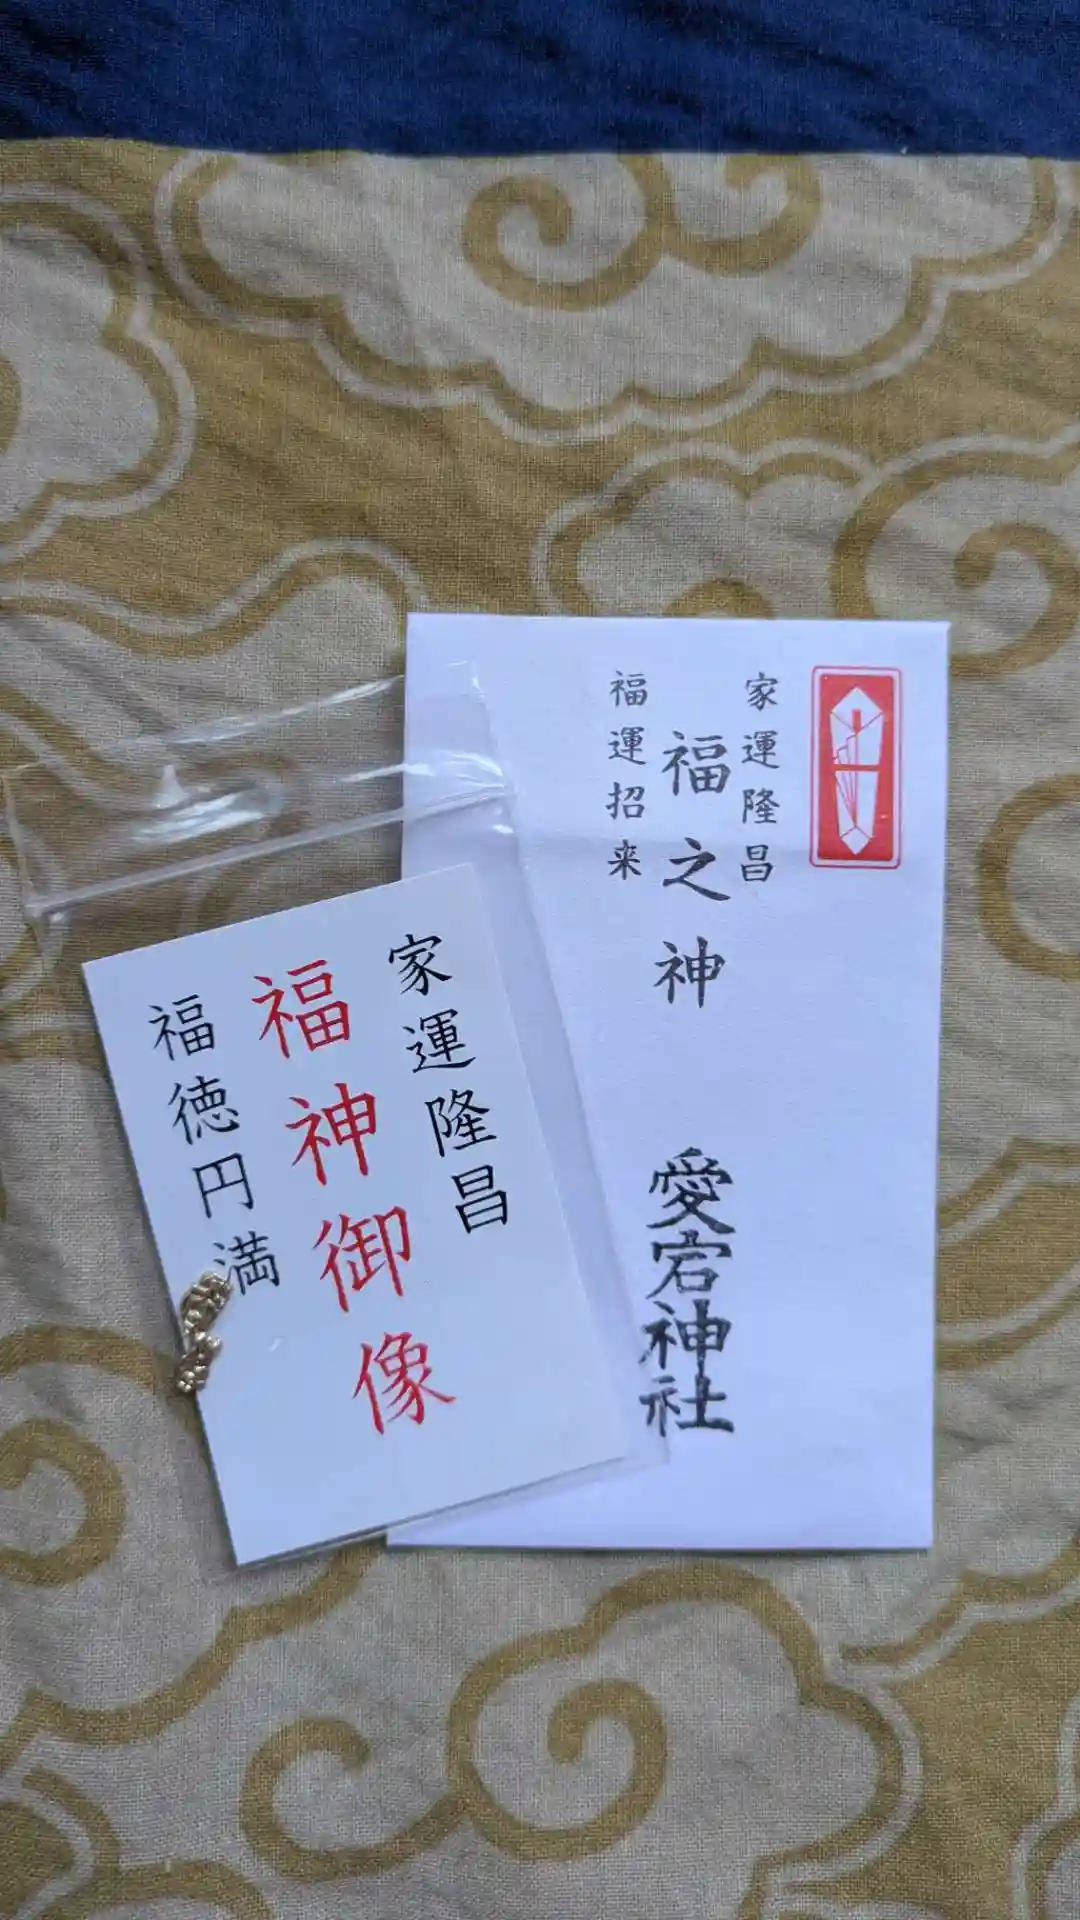 家運隆昌
福之神
福運招来
愛宕神社
家運隆昌
福神御像
福徳円満